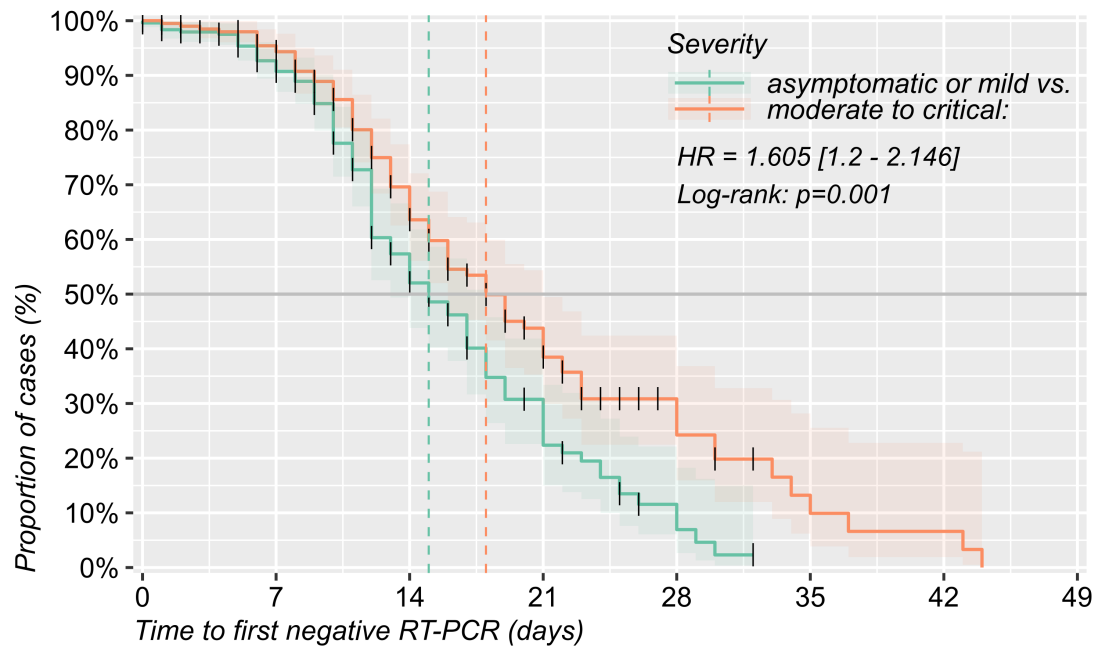 100%
90%
80%
70%
60%
50%
40%
30%
20%
10%
0%
Proportion of cases (%)
Severity
asymptomatic or mild vs.
moderate to critical:
HR = 1.605 [1.2 - 2.146]
Log-rank: p=0.001
0 7 14 21 28 35 42 49
Time to first negative RT-PCR (days)